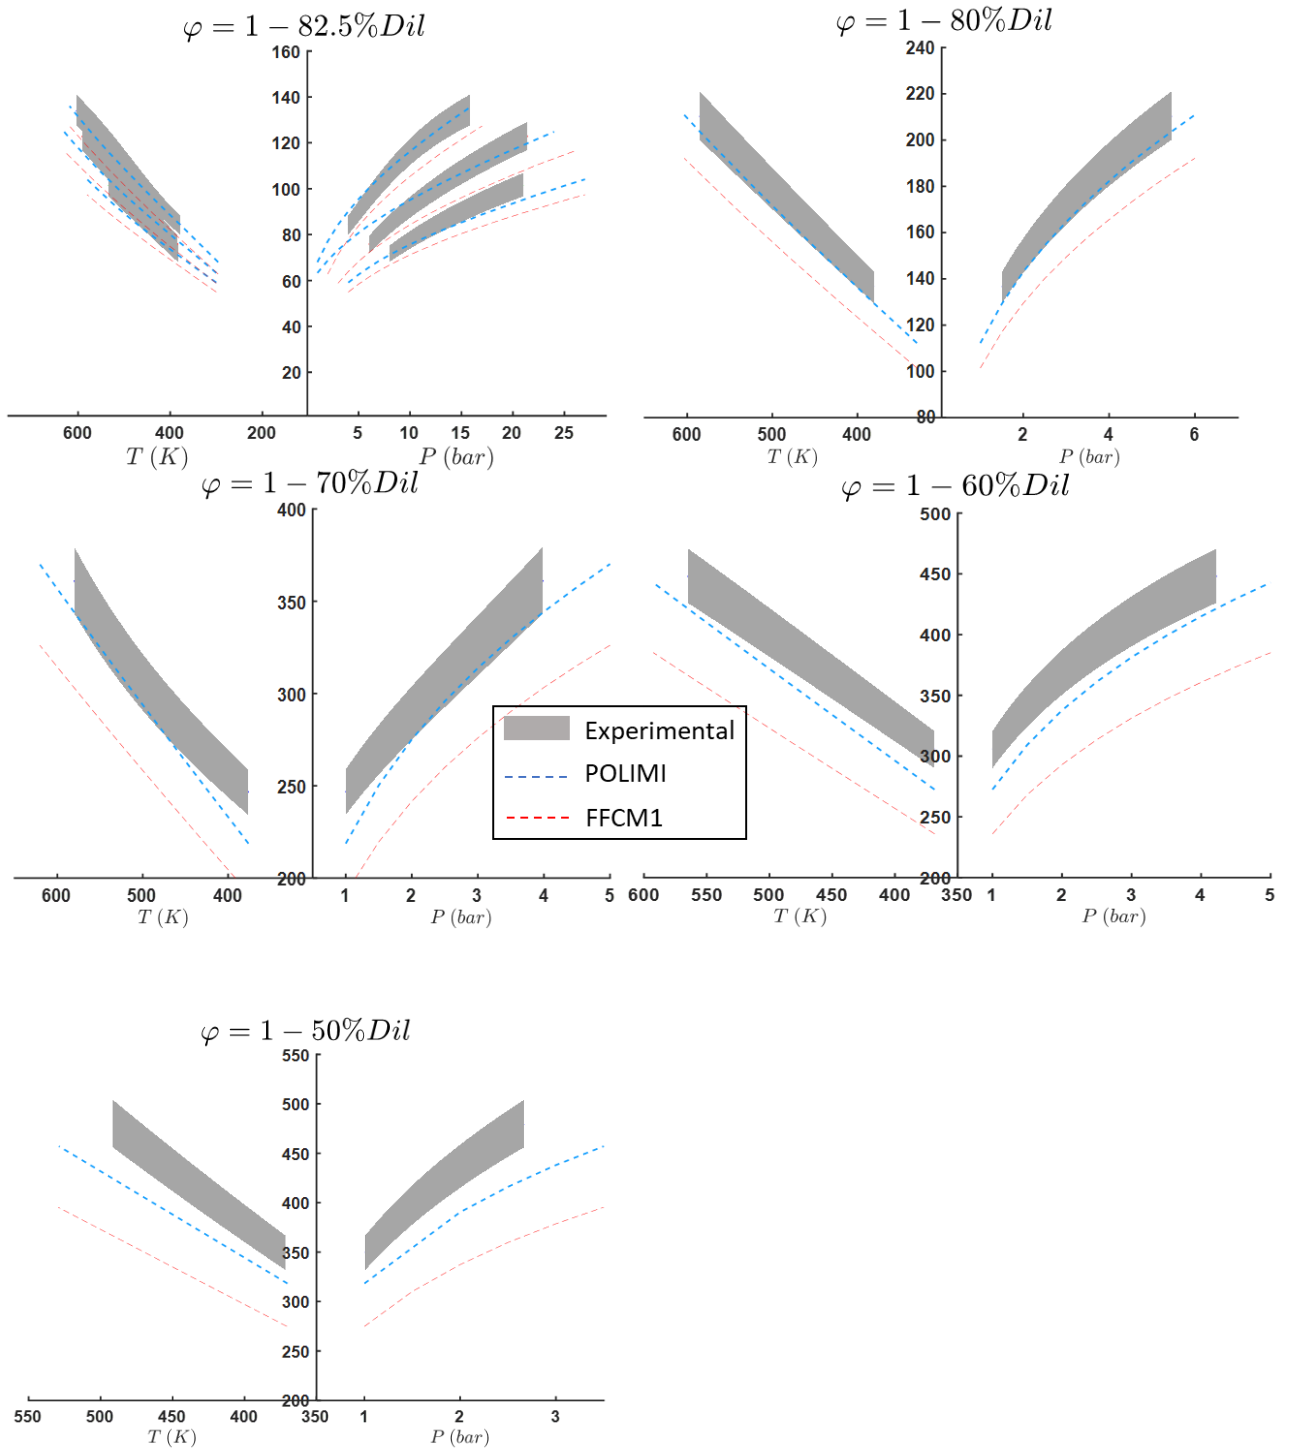 φ = 1 − 82.5%Dil
160
140
120
100
80
60
40
20
600 400 200
5 10 15 20 25
T (K)
P (bar)
φ = 1 − 80%Dil
240
220
200
180
160
140
120
100
80
600 500 400
2 4 6
T (K)
P (bar)
φ = 1 − 70%Dil
400
350
300
250
200
600 500 400
1 2 3 4 5
T (K)
P (bar)
Experimental
POLIMI
FFCM1
φ = 1 − 60%Dil
500
450
400
350
300
250
200
600 550 500 450 400 350
1 2 3 4 5
T (K)
P (bar)
φ = 1 − 50%Dil
550
500
450
400
350
300
250
200
550 500 450 400 350
1 2 3
T (K)
P (bar)